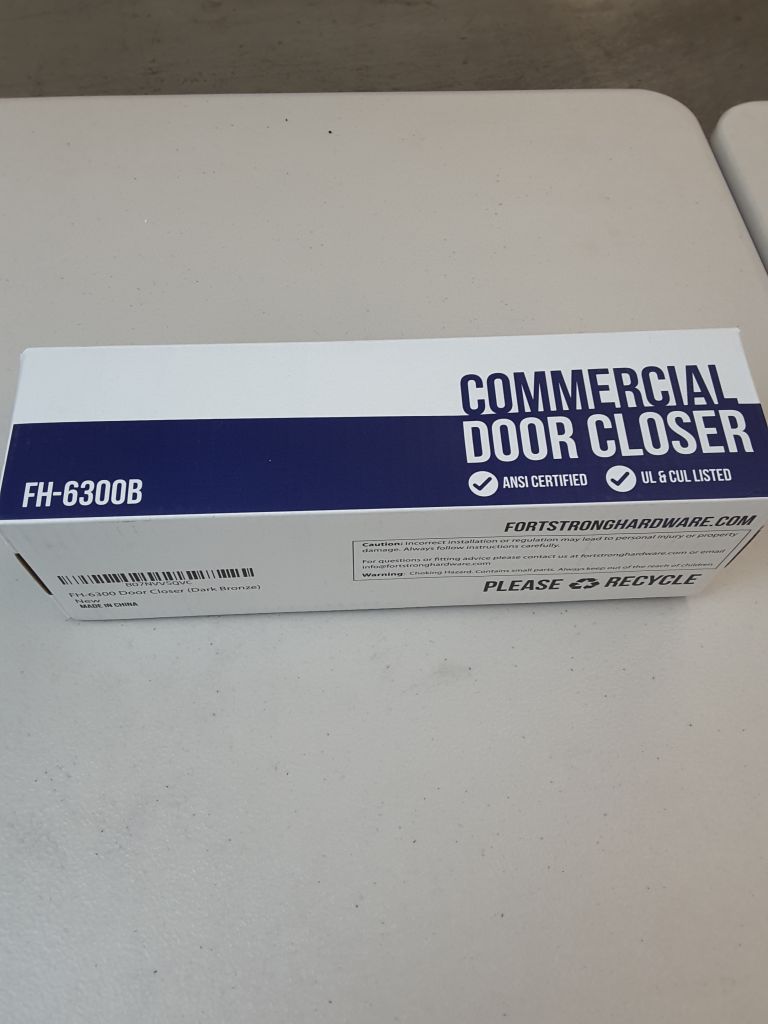 COMMERCIAL
DOOR CLOSER
FH-6300B
ANSI CERTIFIED
UL & CUL LISTED
FORTSTRONGHARDWARE.COM
Caution: Incorrect installation or regulation may lead to personal injury or property
damage. Always follow instructions carefully.
For questions or fitting advice please contact us at fortstronghardware.com or email
info@fortstronghardware.com
Warning: Choking Hazard. Contains small parts. Always keep out of the reach of children.
PLEASE RECYCLE
FH-6300 Door Closer (Dark Bronze)
New
MADE IN CHINA